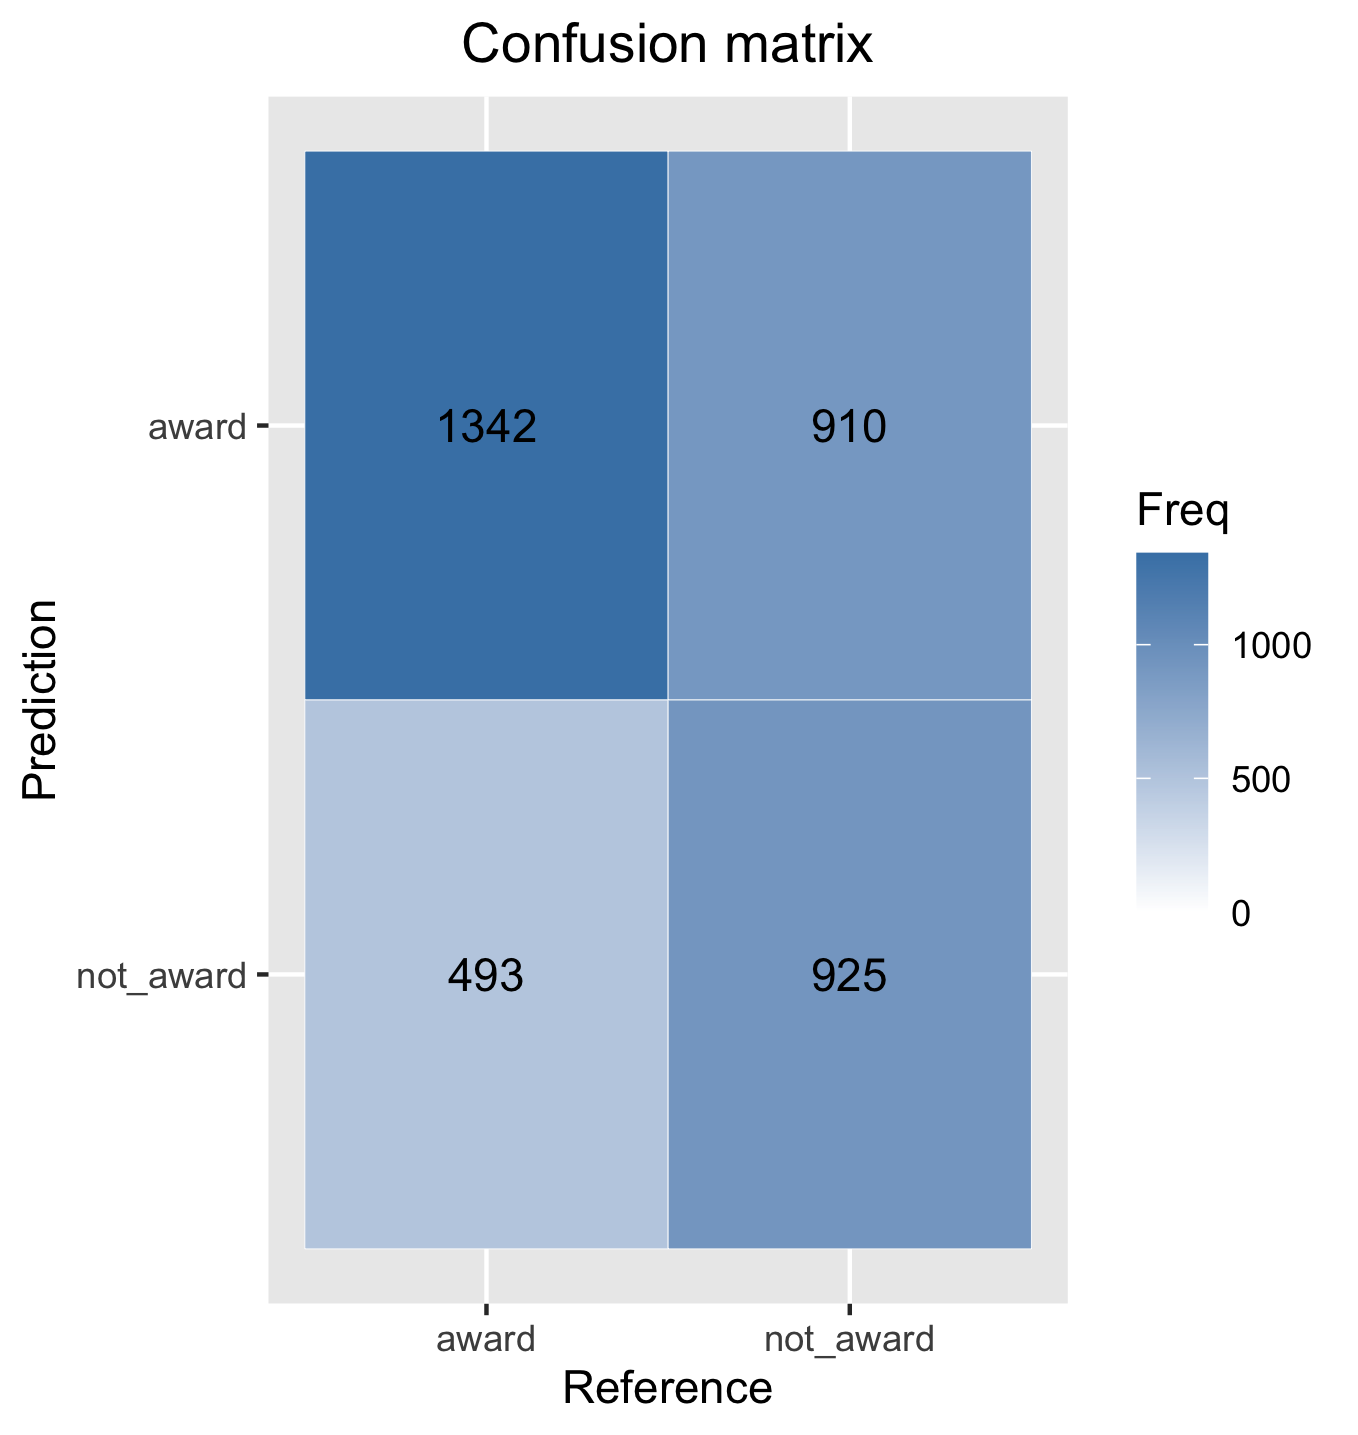 Confusion matrix
award
1342
910
Freq
1000
500
0
Prediction
not_award
493
925
award
not_award
Reference